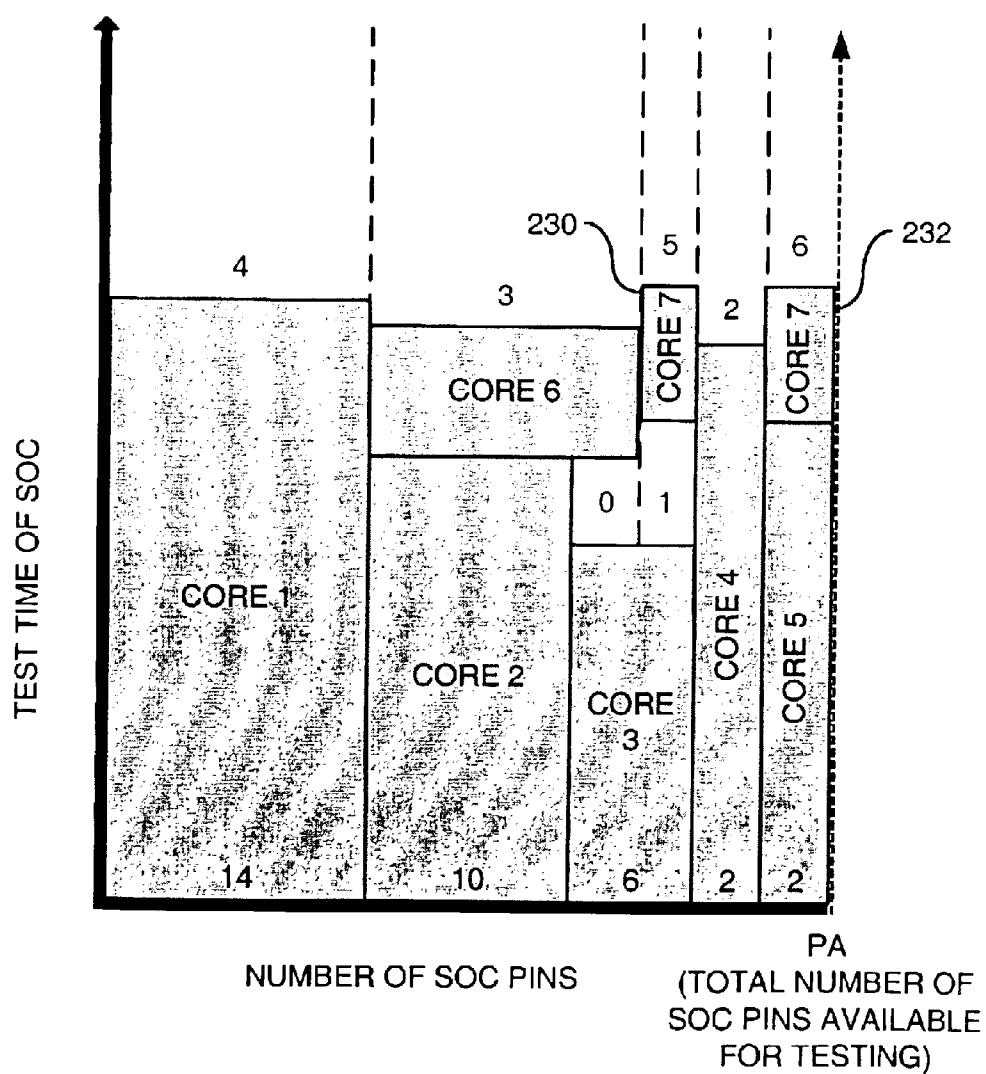 4
3
230
5
2
6
232
CORE 7
CORE 7
CORE 6
0
1
CORE 1
CORE 2
CORE
3
CORE 4
CORE 5
14
10
6
2
2
TEST TIME OF SOC
NUMBER OF SOC PINS
PA
(TOTAL NUMBER OF
SOC PINS AVAILABLE
FOR TESTING)